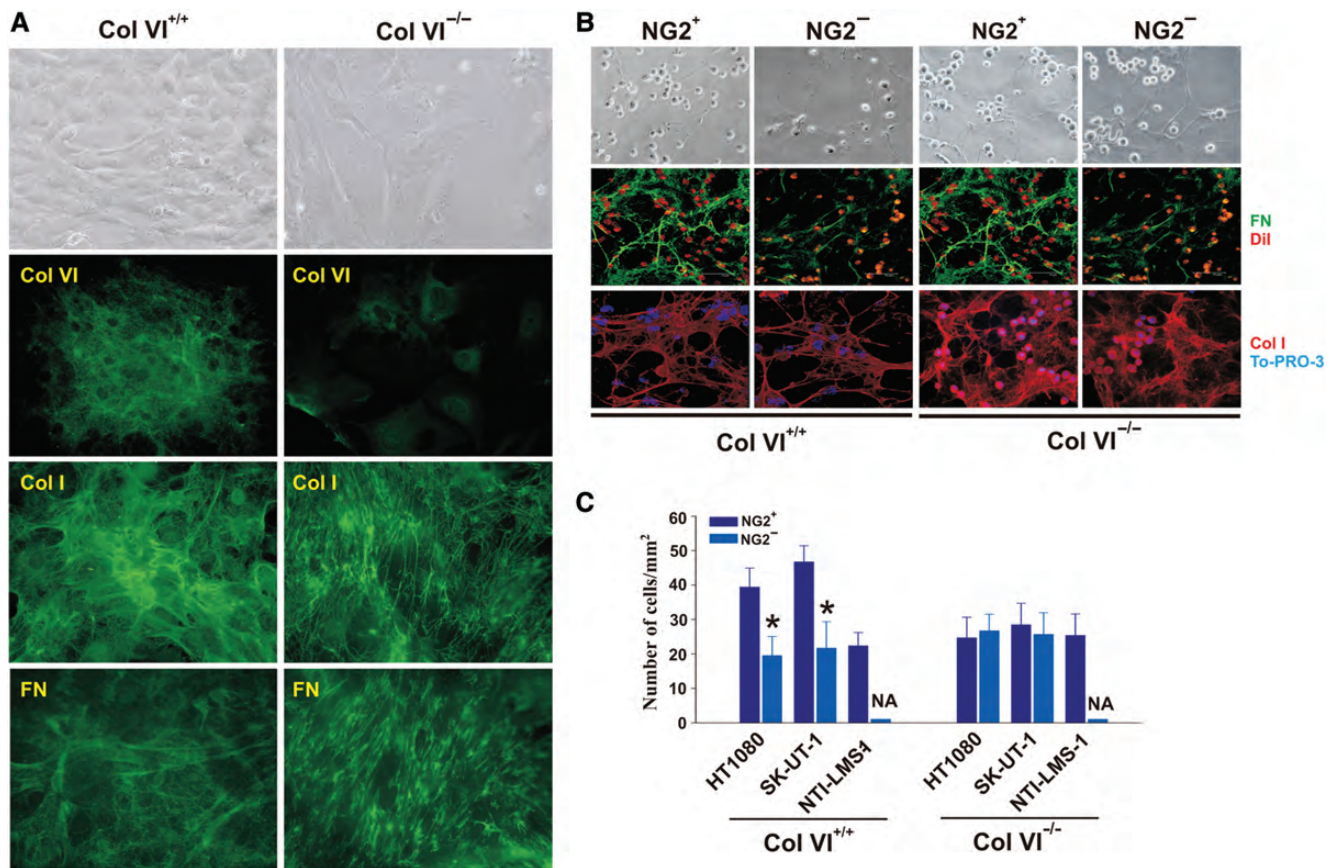 A
Col VI+/+
Col VI−/−
Col VI
Col VI
Col I
Col I
FN
FN
B
NG2+
NG2−
NG2+
NG2−
FN
DiI
Col I
To-PRO-3
Col VI+/+
Col VI−/−
C
NG2+
NG2−
Number of cells/mm2
60
50
40
30
20
10
0
*
*
NA
NA
HT1080
SK-UT-1
NTI-LMS-1
HT1080
SK-UT-1
NTI-LMS-1
Col VI+/+
Col VI−/−